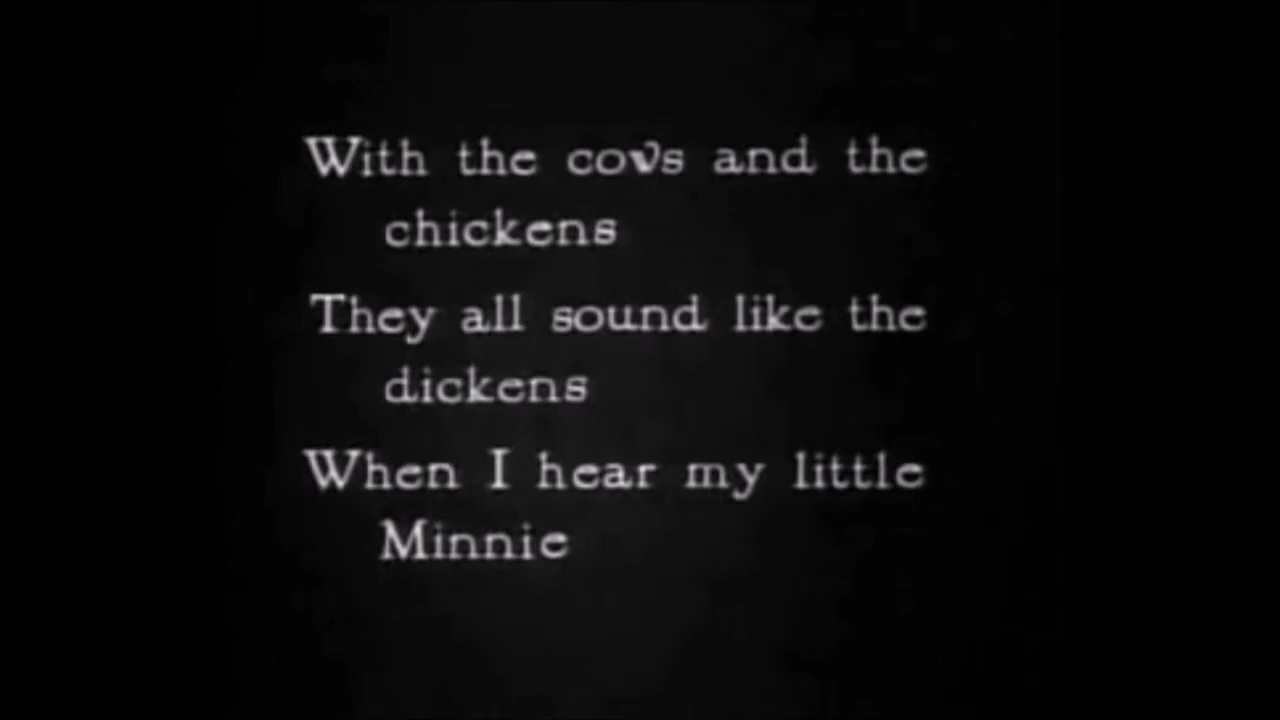 With the cows and the
chickens
They all sound like the
dickens
When I hear my little
Minnie